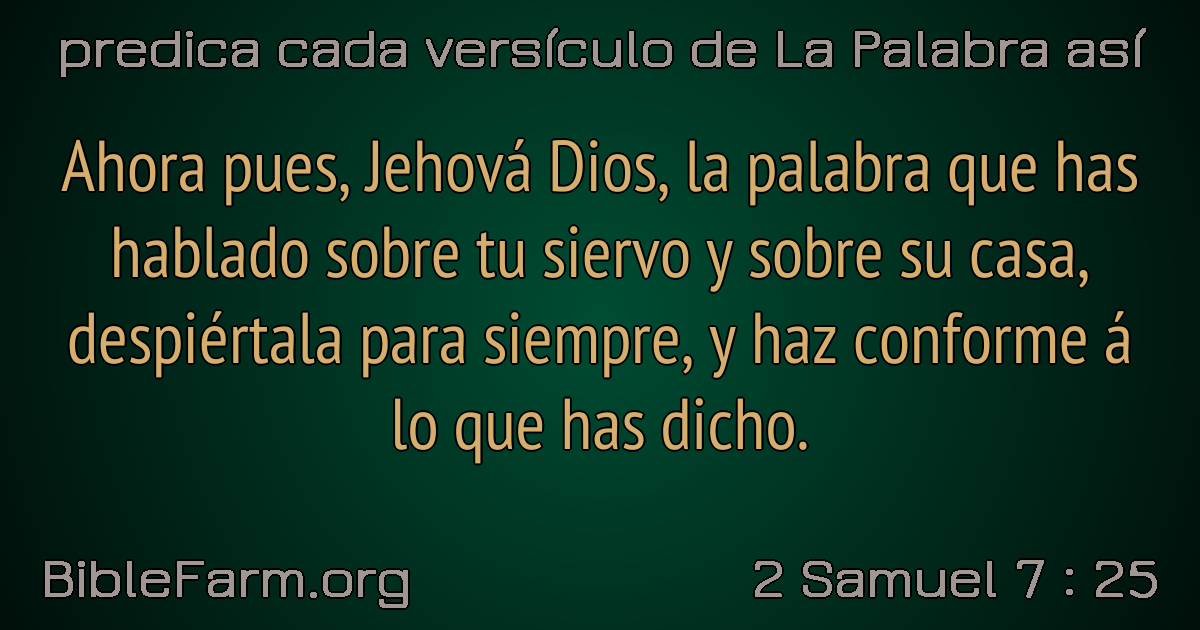 predica cada versículo de La Palabra así
Ahora pues, Jehová Dios, la palabra que has
hablado sobre tu siervo y sobre su casa,
despiértala para siempre, y haz conforme á
lo que has dicho.
BibleFarm.org
2 Samuel 7 : 25